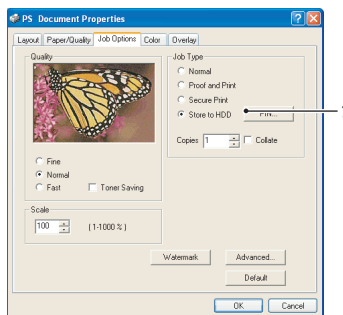 PS Document Properties
Layout Paper/Quality Job Options Color Overlay
Quality
Fine
Normal
Fast Toner Saving
Scale
100 (1-1000 %)
Job Type
Normal
Proof and Print
Secure Print
Store to HDD PIN...
Copies 1 Collate
Watermark Advanced...
Default
OK Cancel